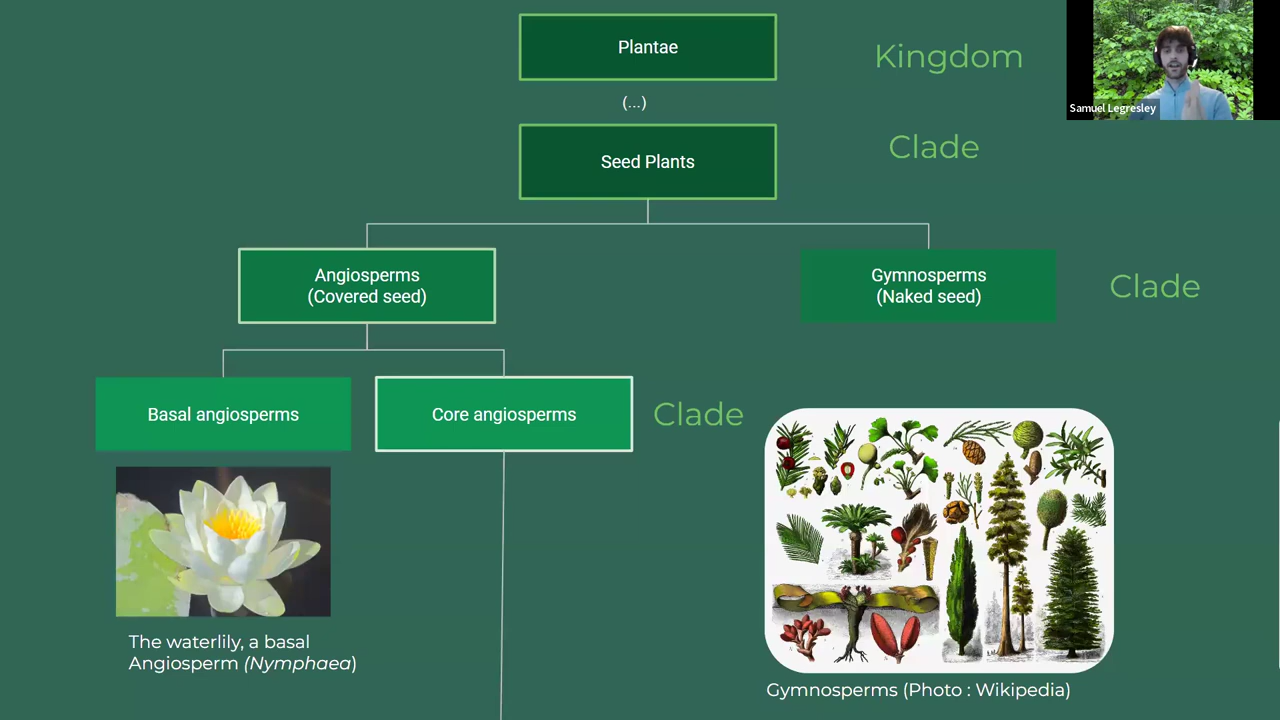 Plantae
Kingdom
Samuel Legresley
(...)
Seed Plants
Clade
Angiosperms
(Covered seed)
Gymnosperms
(Naked seed)
Clade
Basal angiosperms
Core angiosperms
Clade
The waterlily, a basal
Angiosperm (Nymphaea)
Gymnosperms (Photo : Wikipedia)